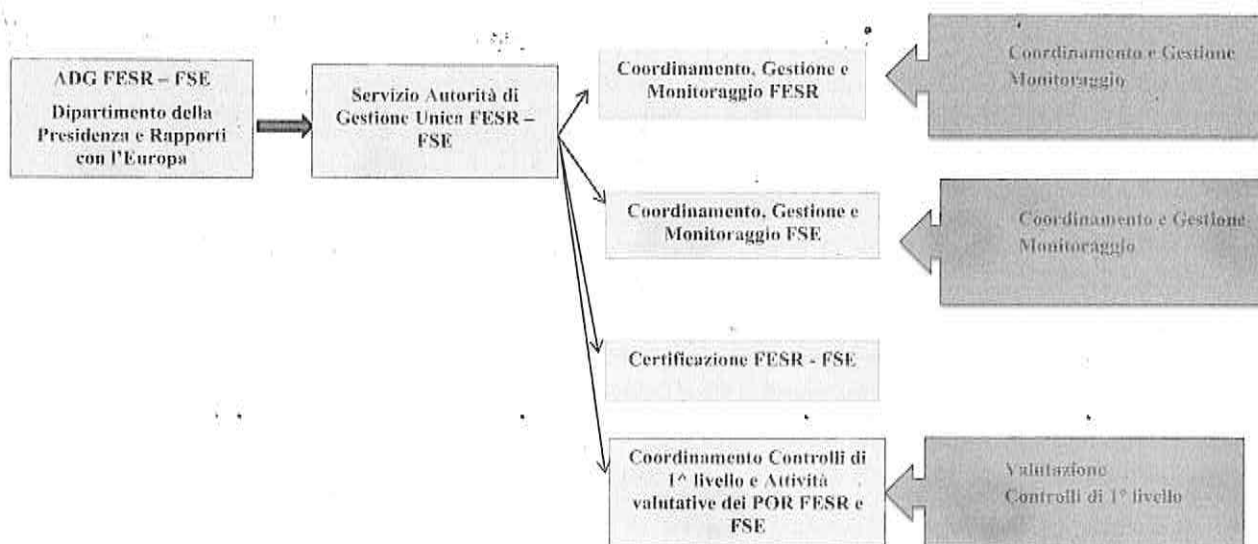 ADG FESR – FSE
Dipartimento della
Presidenza e Rapporti
con l'Europa
Servizio Autorità di
Gestione Unica FESR –
FSE
Coordinamento, Gestione e
Monitoraggio FESR
Coordinamento e Gestione
Monitoraggio
Coordinamento, Gestione e
Monitoraggio FSE
Coordinamento e Gestione
Monitoraggio
Certificazione FESR - FSE
Coordinamento Controlli di
1^ livello e Attività
valutative dei POR FESR e
FSE
Valutazione
Controlli di 1° livello